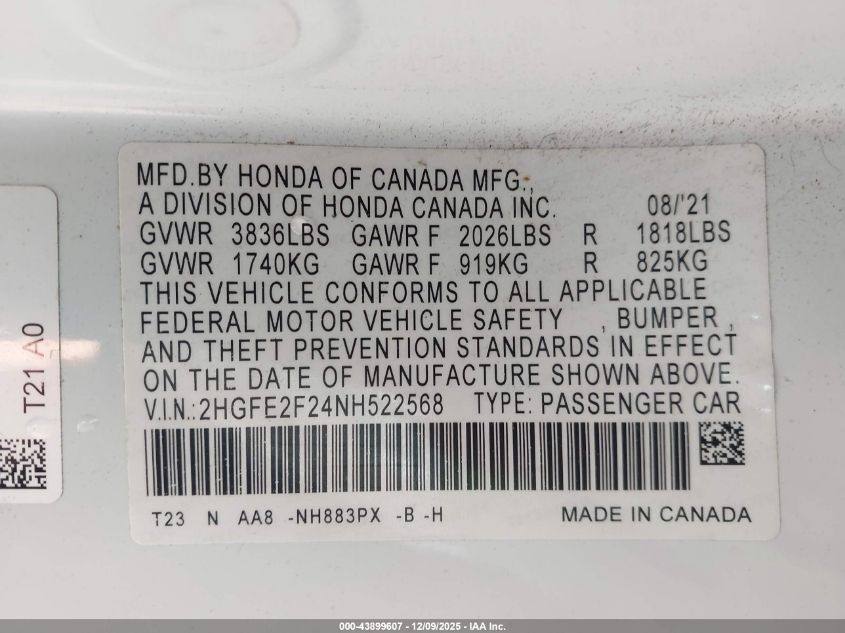 MFD.BY HONDA OF CANADA MFG.,
A DIVISION OF HONDA CANADA INC. 08/'21
GVWR 3836LBS GAWR F 2026LBS R 1818LBS
GVWR 1740KG GAWR F 919KG R 825KG
THIS VEHICLE CONFORMS TO ALL APPLICABLE
FEDERAL MOTOR VEHICLE SAFETY , BUMPER ,
AND THEFT PREVENTION STANDARDS IN EFFECT
ON THE DATE OF MANUFACTURE SHOWN ABOVE.
V.I.N.: 2HGFE2F24NH522568 TYPE: PASSENGER CAR
T23 N AA8 -NH883PX -B -H MADE IN CANADA
T21 A0
000-43899607 - 12/09/2025 - IAA Inc.